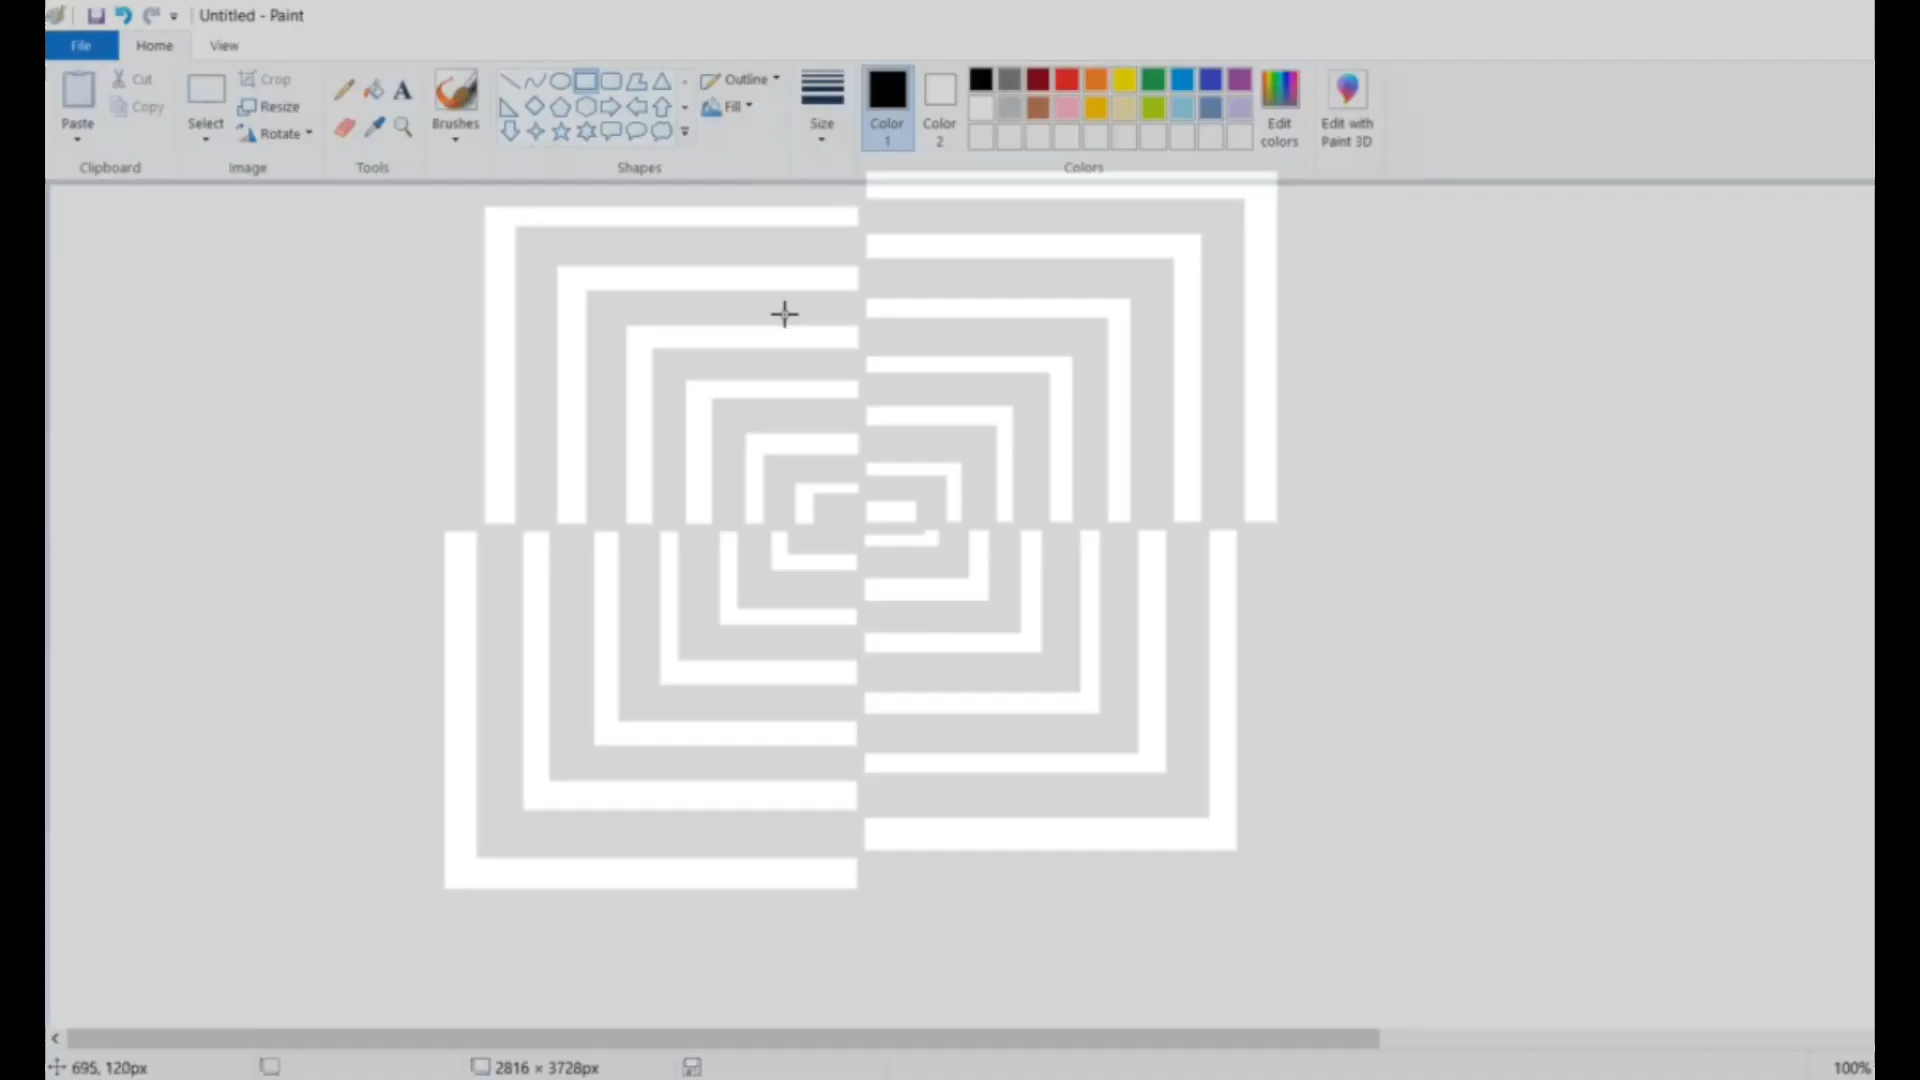 Untitled - Paint
File Home View
Paste
Cut
Copy
Clipboard
Select
Crop
Resize
Rotate
Image
Tools
Brushes
Shapes
Outline
Fill
Size
Color
1
Color
2
Edit
colors
Colors
Edit with
Paint 3D
695, 120px
2816 × 3728px
100%